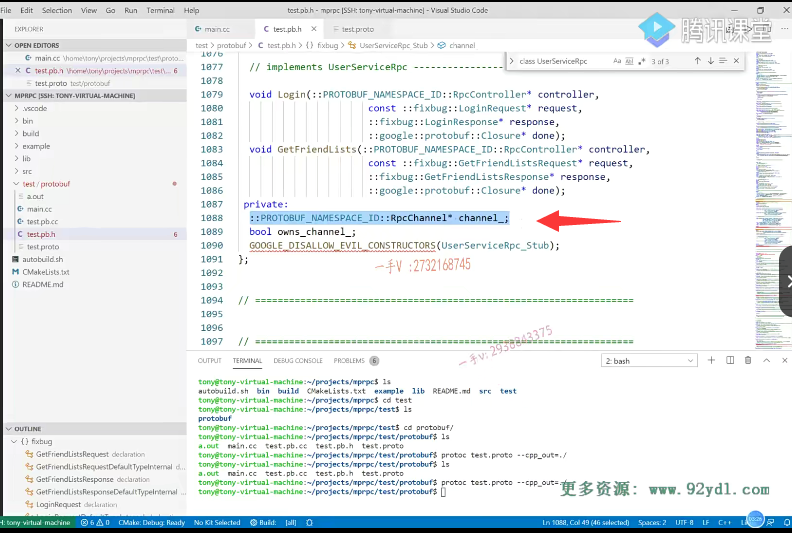 File Edit Selection View Go Run Terminal Help
test.pb.h - mprpc [SSH: tony-virtual-machine] - Visual Studio Code
腾讯课堂
EXPLORER
OPEN EDITORS
main.cc \home\tony\projects\mprpc\test\proto...
test.pb.h \home\tony\projects\mprpc\test... 6
test.proto test/protobuf
MPRPC [SSH: TONY-VIRTUAL-MACHINE]
.vscode
bin
build
example
lib
src
test / protobuf
a.out
main.cc
test.pb.cc
test.pb.h 6
test.proto
autobuild.sh
CMakeLists.txt
README.md
OUTLINE
{} fixbug
GetFriendListsRequest declaration
GetFriendListsRequestDefaultTypeInternal d...
GetFriendListsResponse declaration
GetFriendListsResponseDefaultTypeInternal ...
LoginRequest declaration
main.cc test.pb.h test.proto
test > protobuf > test.pb.h > {} fixbug > UserServiceRpc_Stub > channel_
class UserServiceRpc Aa 3 of 3
1076
1077 // implements UserServiceRpc ------------------
1078
1079 void Login(::PROTOBUF_NAMESPACE_ID::RpcController* controller,
1080 const ::fixbug::LoginRequest* request,
1081 ::fixbug::LoginResponse* response,
1082 ::google::protobuf::Closure* done);
1083 void GetFriendLists(::PROTOBUF_NAMESPACE_ID::RpcController* controller,
1084 const ::fixbug::GetFriendListsRequest* request,
1085 ::fixbug::GetFriendListsResponse* response,
1086 ::google::protobuf::Closure* done);
1087 private:
1088 ::PROTOBUF_NAMESPACE_ID::RpcChannel* channel_;
1089 bool owns_channel_;
1090 GOOGLE_DISALLOW_EVIL_CONSTRUCTORS(UserServiceRpc_Stub);
1091 };
一手V :2732168745
1092
1093
1094 // ===================================================================
1095
1096
1097 // ===================================================================
一手v: 2938843375
OUTPUT TERMINAL DEBUG CONSOLE PROBLEMS 6
2: bash
tony@tony-virtual-machine:~/projects/mprpc$ ls
autobuild.sh bin build CMakeLists.txt example lib README.md src test
tony@tony-virtual-machine:~/projects/mprpc$ cd test
tony@tony-virtual-machine:~/projects/mprpc/test$ ls
protobuf
tony@tony-virtual-machine:~/projects/mprpc/test$ cd protobuf/
tony@tony-virtual-machine:~/projects/mprpc/test/protobuf$ ls
a.out main.cc test.pb.cc test.pb.h test.proto
tony@tony-virtual-machine:~/projects/mprpc/test/protobuf$ protoc test.proto --cpp_out=./
tony@tony-virtual-machine:~/projects/mprpc/test/protobuf$ ls
a.out main.cc test.pb.cc test.pb.h test.proto
tony@tony-virtual-machine:~/projects/mprpc/test/protobuf$ protoc test.proto --cpp_out=
tony@tony-virtual-machine:~/projects/mprpc/test/protobuf$
更多资源: www.92ydl.com
H: tony-virtual-machine 6 0 CMake: Debug: Ready No Kit Selected Build: [all] Ln 1088, Col 49 (46 selected) Spaces: 2 UTF-8 LF C++